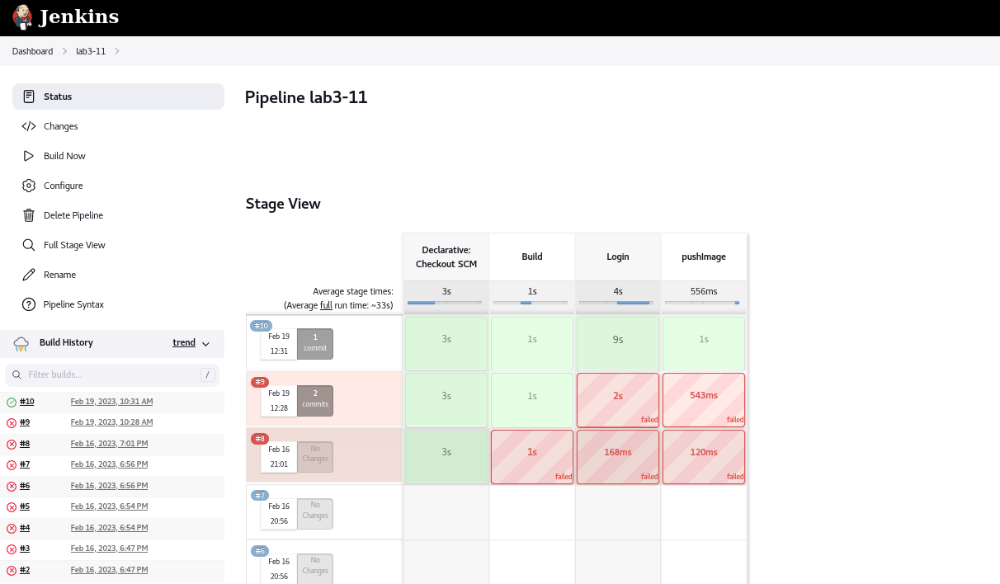 Jenkins
Dashboard
lab3-11
Status
Changes
Build Now
Configure
Delete Pipeline
Full Stage View
Rename
Pipeline Syntax
Build History
trend
Filter builds...
/
#10 Feb 19, 2023, 10:31 AM
#9 Feb 19, 2023, 10:28 AM
#8 Feb 16, 2023, 7:01 PM
#7 Feb 16, 2023, 6:56 PM
#6 Feb 16, 2023, 6:56 PM
#5 Feb 16, 2023, 6:54 PM
#4 Feb 16, 2023, 6:54 PM
#3 Feb 16, 2023, 6:47 PM
#2 Feb 16, 2023, 6:47 PM
Pipeline lab3-11
Stage View
Declarative:
Checkout SCM
Build
Login
pushImage
Average stage times:
(Average full run time: ~33s)
3s
1s
4s
556ms
#10
Feb 19
12:31
1
commit
3s
1s
9s
1s
#9
Feb 19
12:28
2
commits
3s
1s
2s
failed
543ms
failed
#8
Feb 16
21:01
No
Changes
3s
1s
failed
168ms
failed
120ms
failed
#7
Feb 16
20:56
No
Changes
#6
Feb 16
20:56
No
Changes